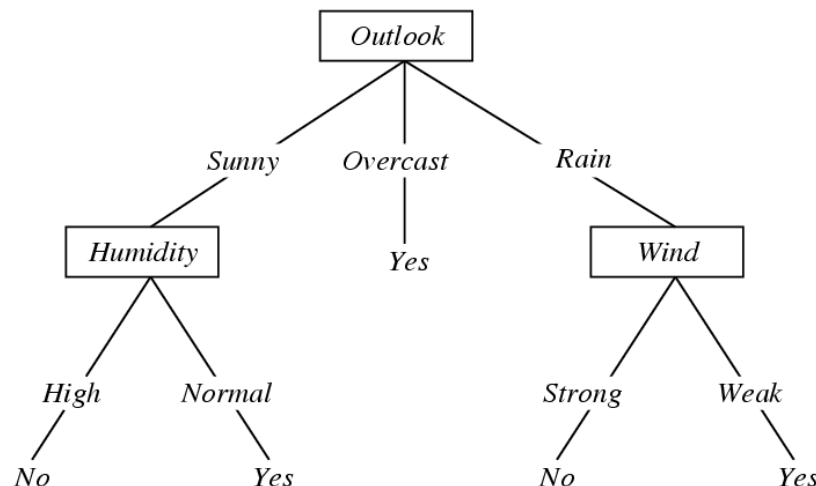 Outlook
Sunny Overcast Rain
Humidity Yes Wind
High Normal Strong Weak
No Yes No Yes